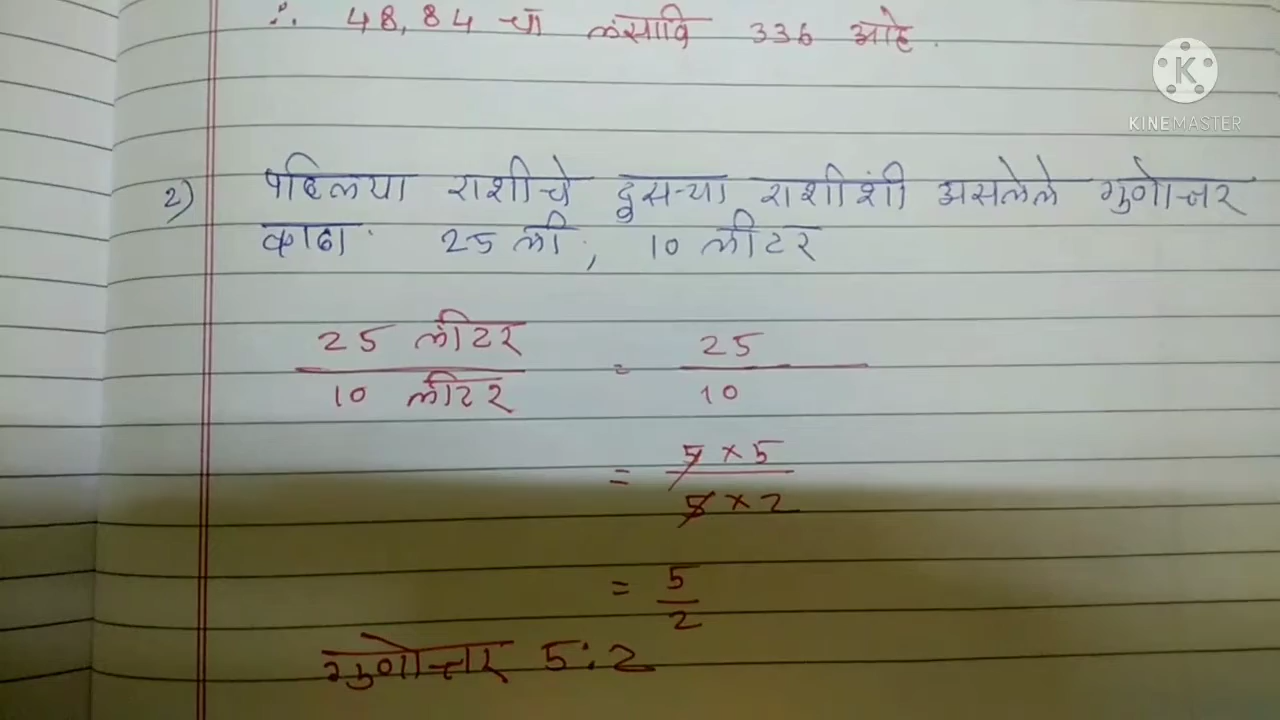 ∴ 48, 84 चा लसावि 336 आहे.
KINEMASTER
2) पहिल्या राशीचे दुसऱ्या राशीशी असलेले गुणोत्तर
काढा. 25 ली, 10 लीटर
25 लीटर / 10 लीटर = 25 / 10
= 5 × 5 / 5 × 2
= 5 / 2
गुणोत्तर 5:2